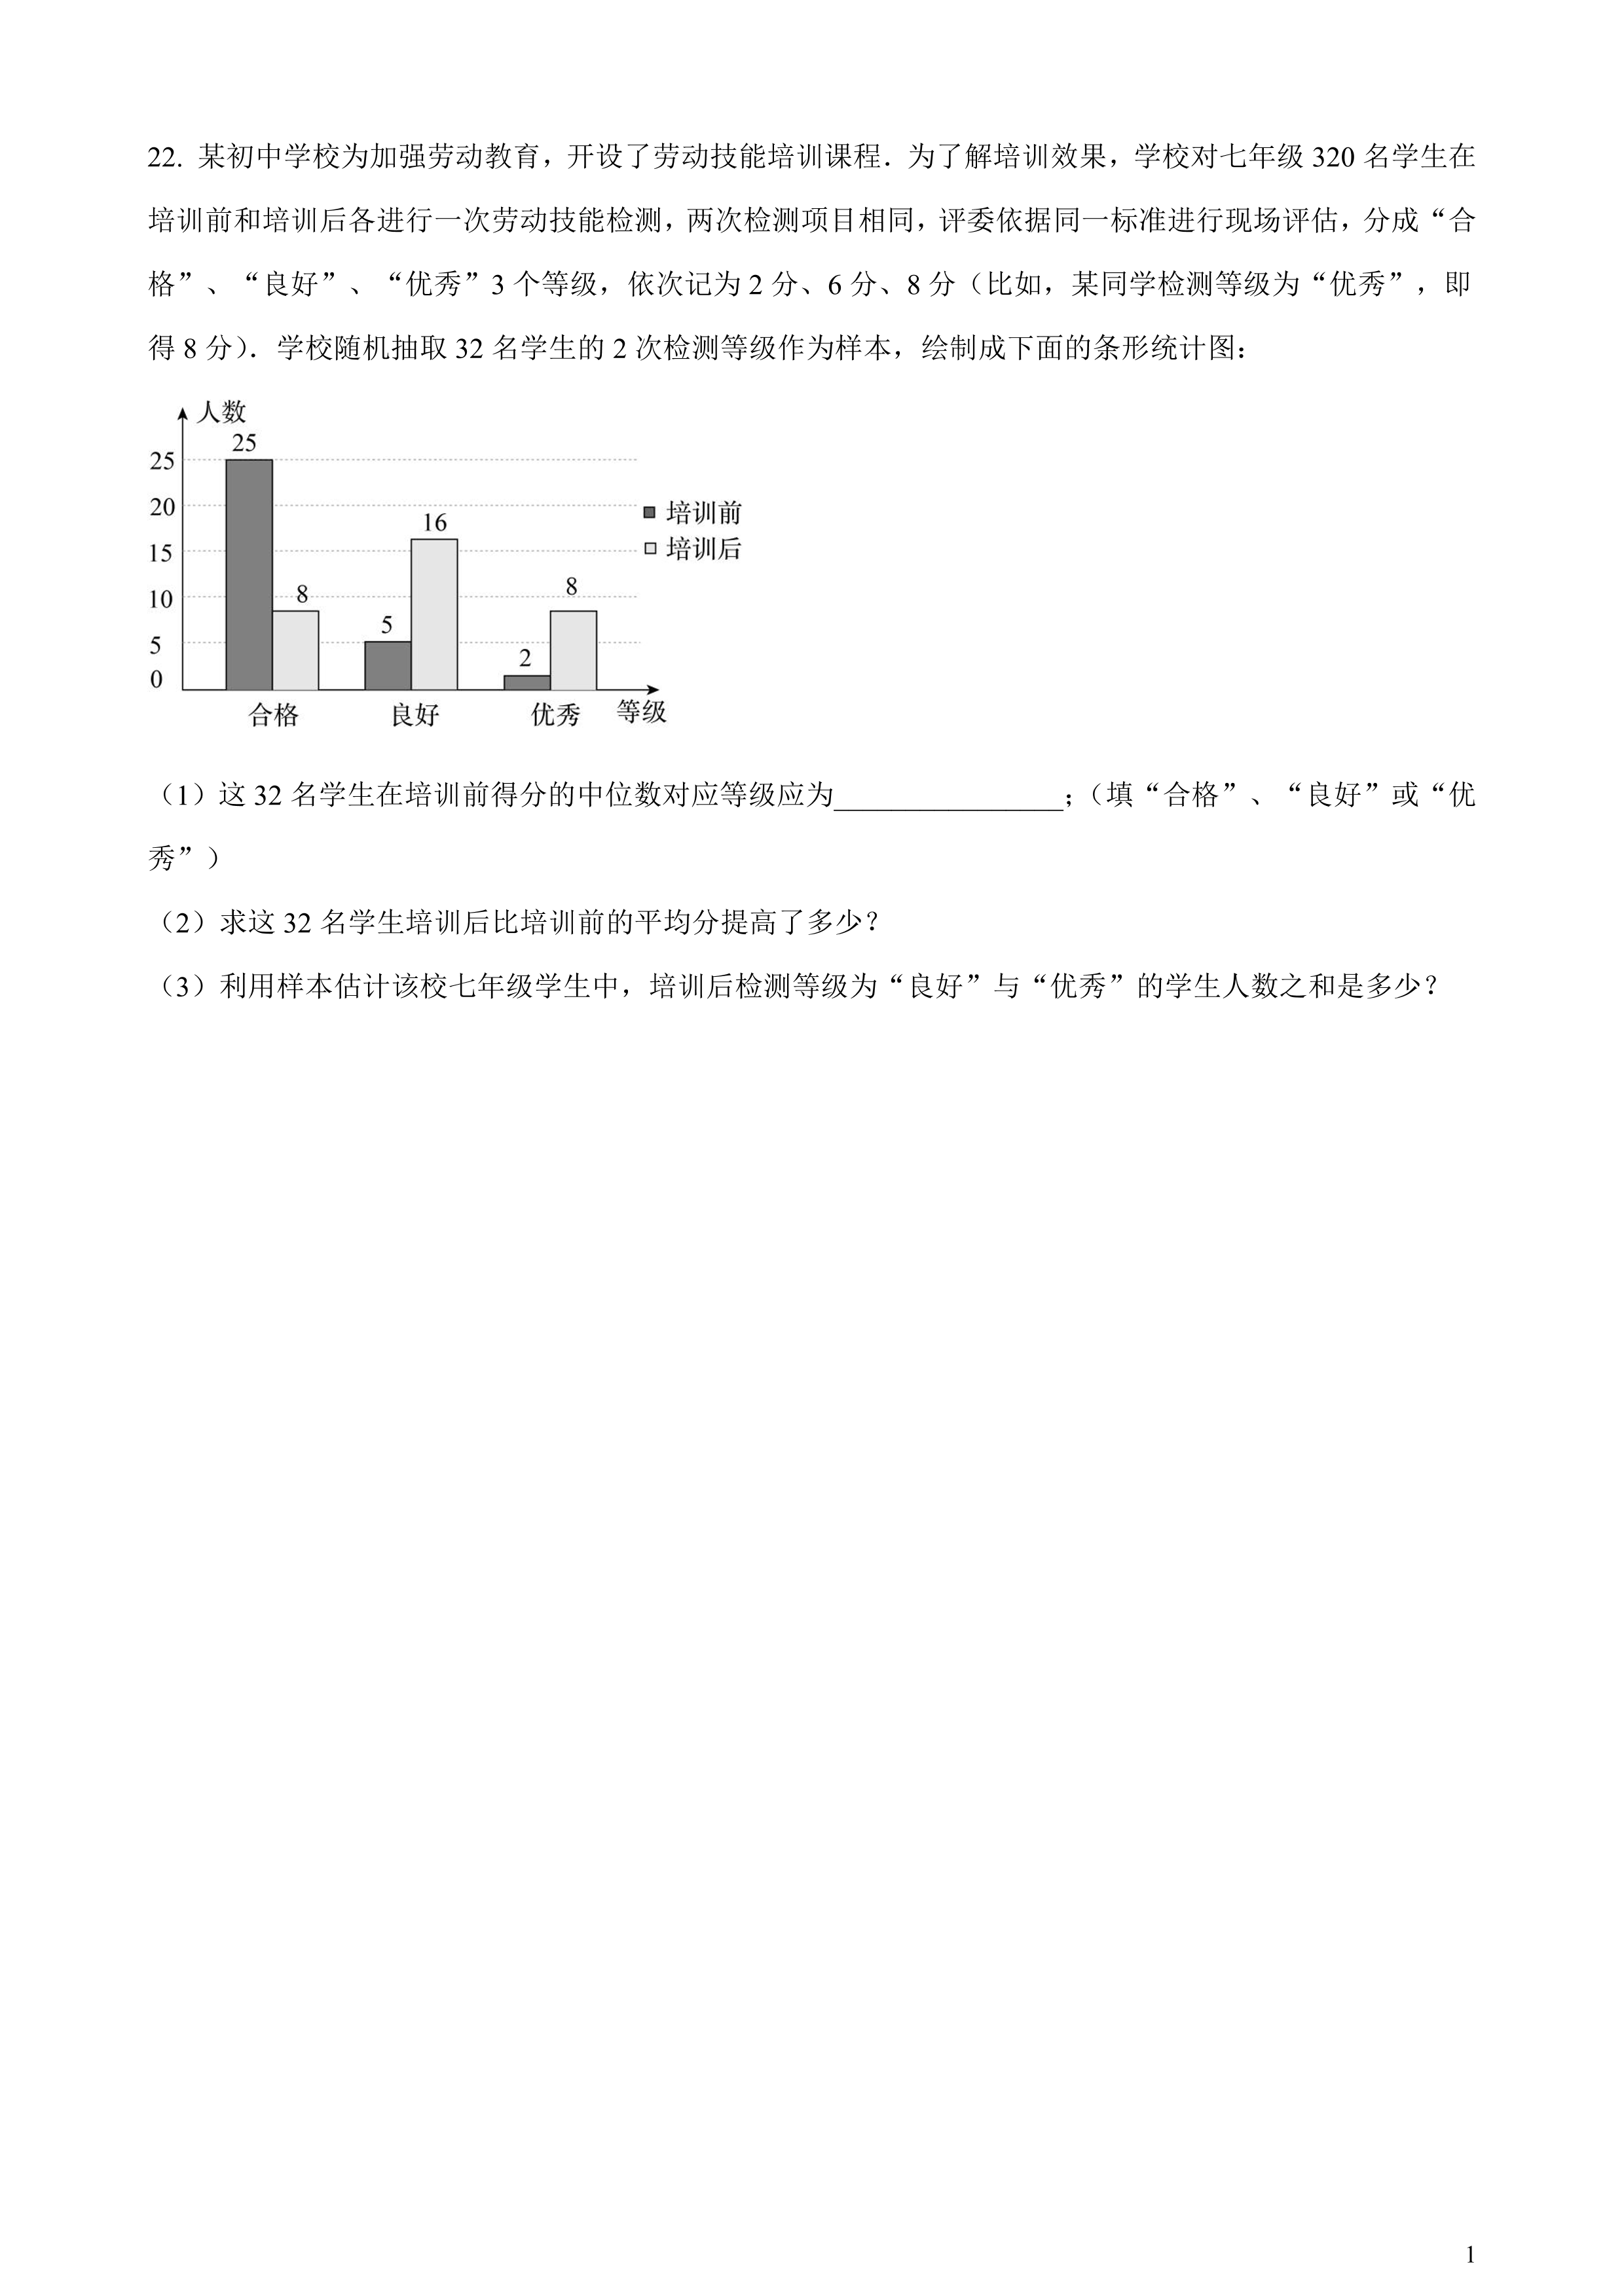 22. 某初中学校为加强劳动教育，开设了劳动技能培训课程．为了解培训效果，学校对七年级 320 名学生在
培训前和培训后各进行一次劳动技能检测，两次检测项目相同，评委依据同一标准进行现场评估，分成“合
格”、“良好”、“优秀”3 个等级，依次记为 2 分、6 分、8 分（比如，某同学检测等级为“优秀”，即
得 8 分）．学校随机抽取 32 名学生的 2 次检测等级作为样本，绘制成下面的条形统计图：
人数
25
25
20
16
15
10
8
8
5
5
2
0
培训前
培训后
合格
良好
优秀
等级
（1）这 32 名学生在培训前得分的中位数对应等级应为________________；（填“合格”、“良好”或“优
秀”）
（2）求这 32 名学生培训后比培训前的平均分提高了多少？
（3）利用样本估计该校七年级学生中，培训后检测等级为“良好”与“优秀”的学生人数之和是多少？
1